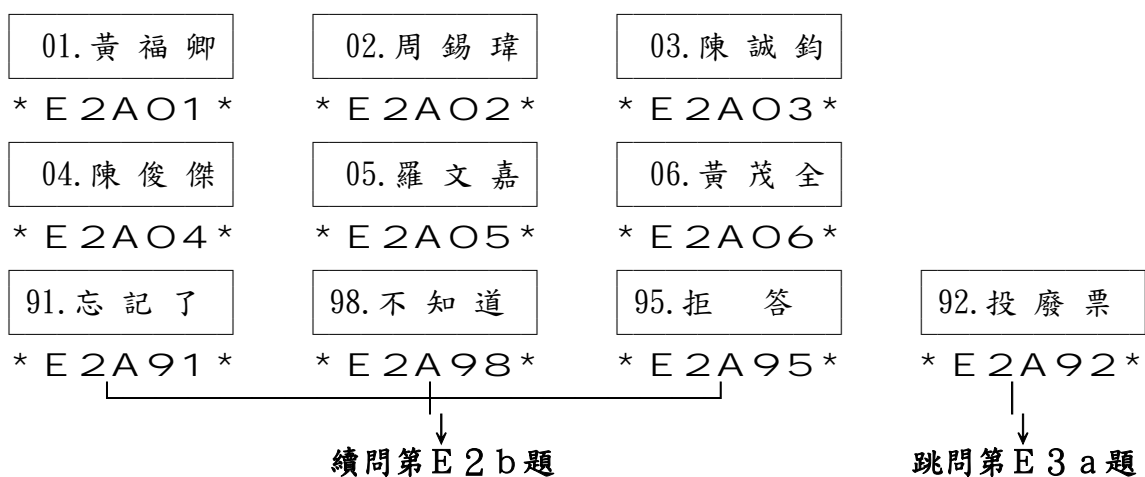 01.黃福卿 02.周錫瑋 03.陳誠鈞
*E2A01* *E2A02* *E2A03*
04.陳俊傑 05.羅文嘉 06.黃茂全
*E2A04* *E2A05* *E2A06*
91.忘記了 98.不知道 95.拒 答 92.投廢票
*E2A91* *E2A98* *E2A95* *E2A92*
續問第E2b題 跳問第E3a題